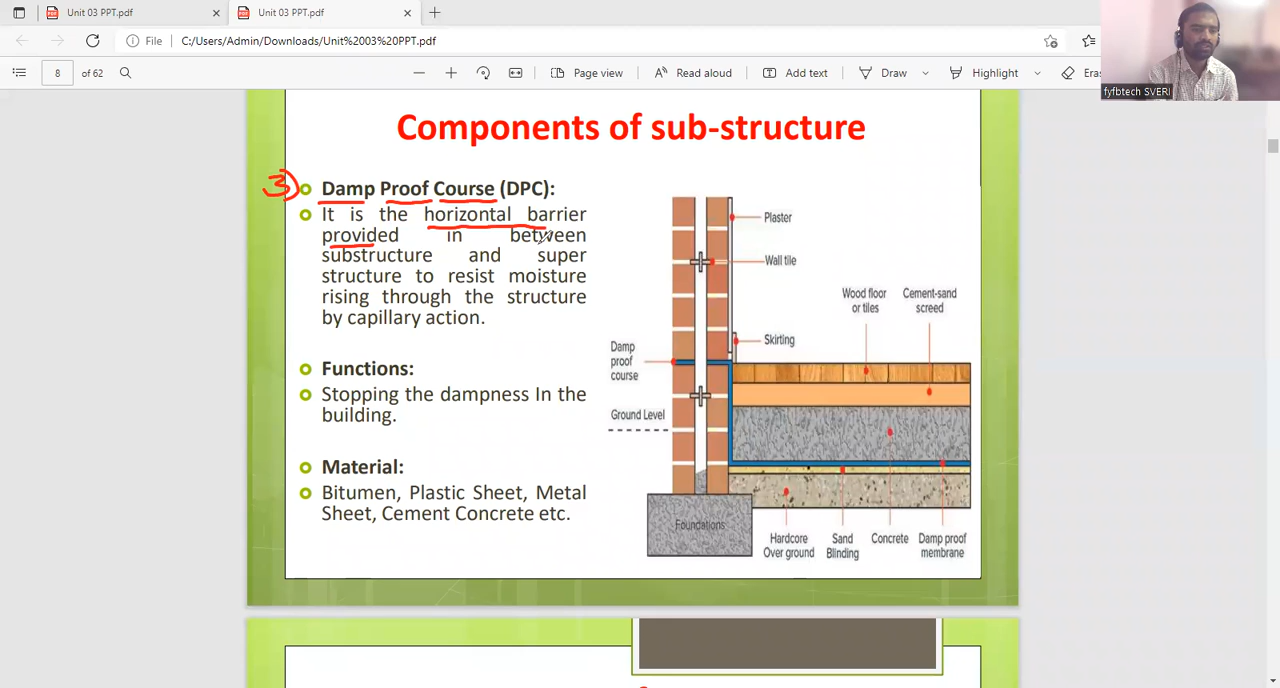 Unit 03 PPT.pdf
Unit 03 PPT.pdf
File C:/Users/Admin/Downloads/Unit%2003%20PPT.pdf
8 of 62 Page view Read aloud Add text Draw Highlight Eras
fyfbtech SVERI
Components of sub-structure
3)
Damp Proof Course (DPC):
It is the horizontal barrier
provided in between
substructure and super
structure to resist moisture
rising through the structure
by capillary action.
Functions:
Stopping the dampness In the
building.
Material:
Bitumen, Plastic Sheet, Metal
Sheet, Cement Concrete etc.
Plaster
Wall tile
Wood floor
or tiles
Cement-sand
screed
Skirting
Damp
proof
course
Ground Level
Foundations
Hardcore
Over ground
Sand
Blinding
Concrete
Damp proof
membrane